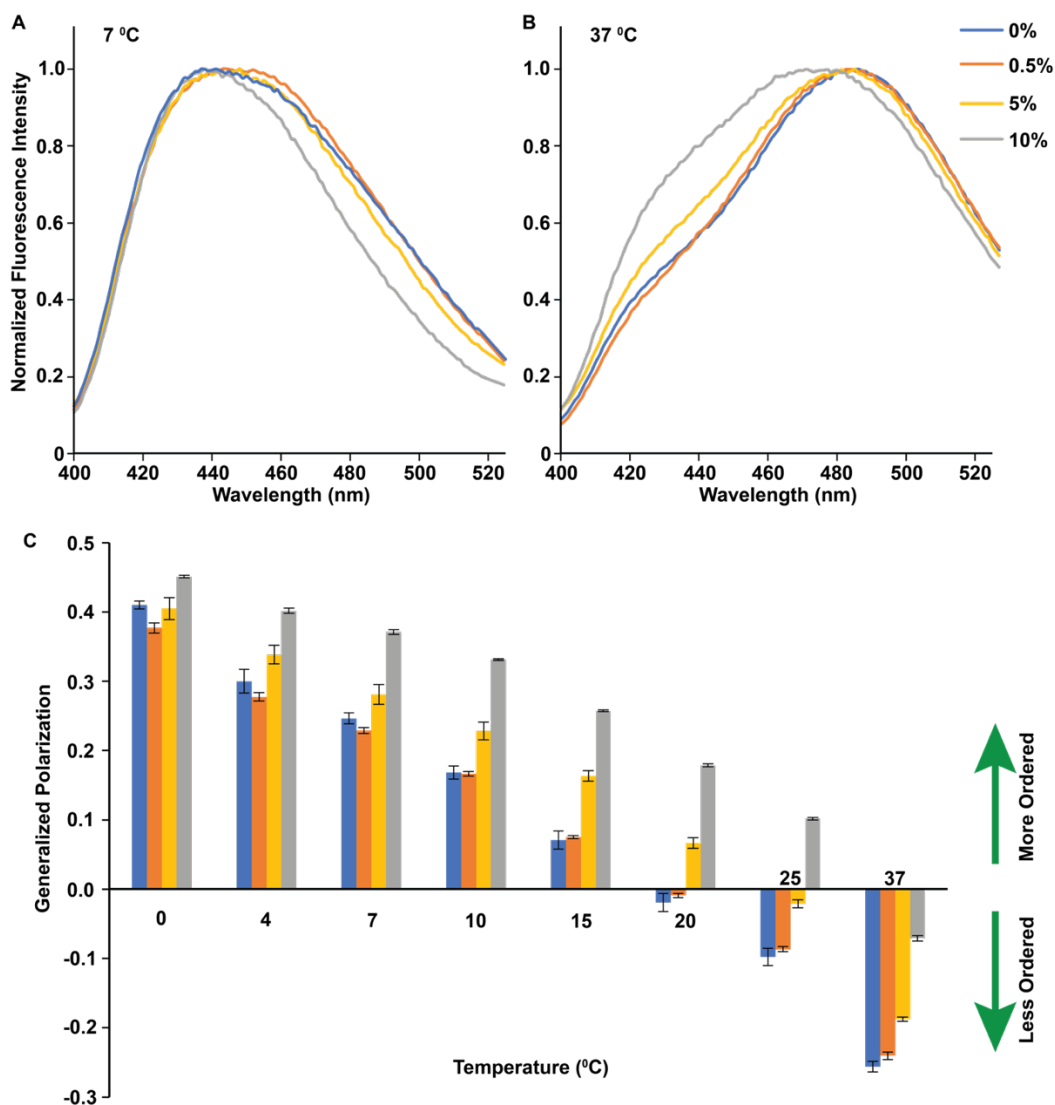 A
7 ⁰C
B
37 ⁰C
0%
0.5%
5%
10%
Normalized Fluorescence Intensity
1.0
0.8
0.6
0.4
0.2
0
400 420 440 460 480 500 520
Wavelength (nm)
1.0
0.8
0.6
0.4
0.2
0
400 420 440 460 480 500 520
Wavelength (nm)
C
Generalized Polarization
0.5
0.4
0.3
0.2
0.1
0.0
-0.1
-0.2
-0.3
0 4 7 10 15 20 25 37
Temperature (⁰C)
More Ordered
Less Ordered